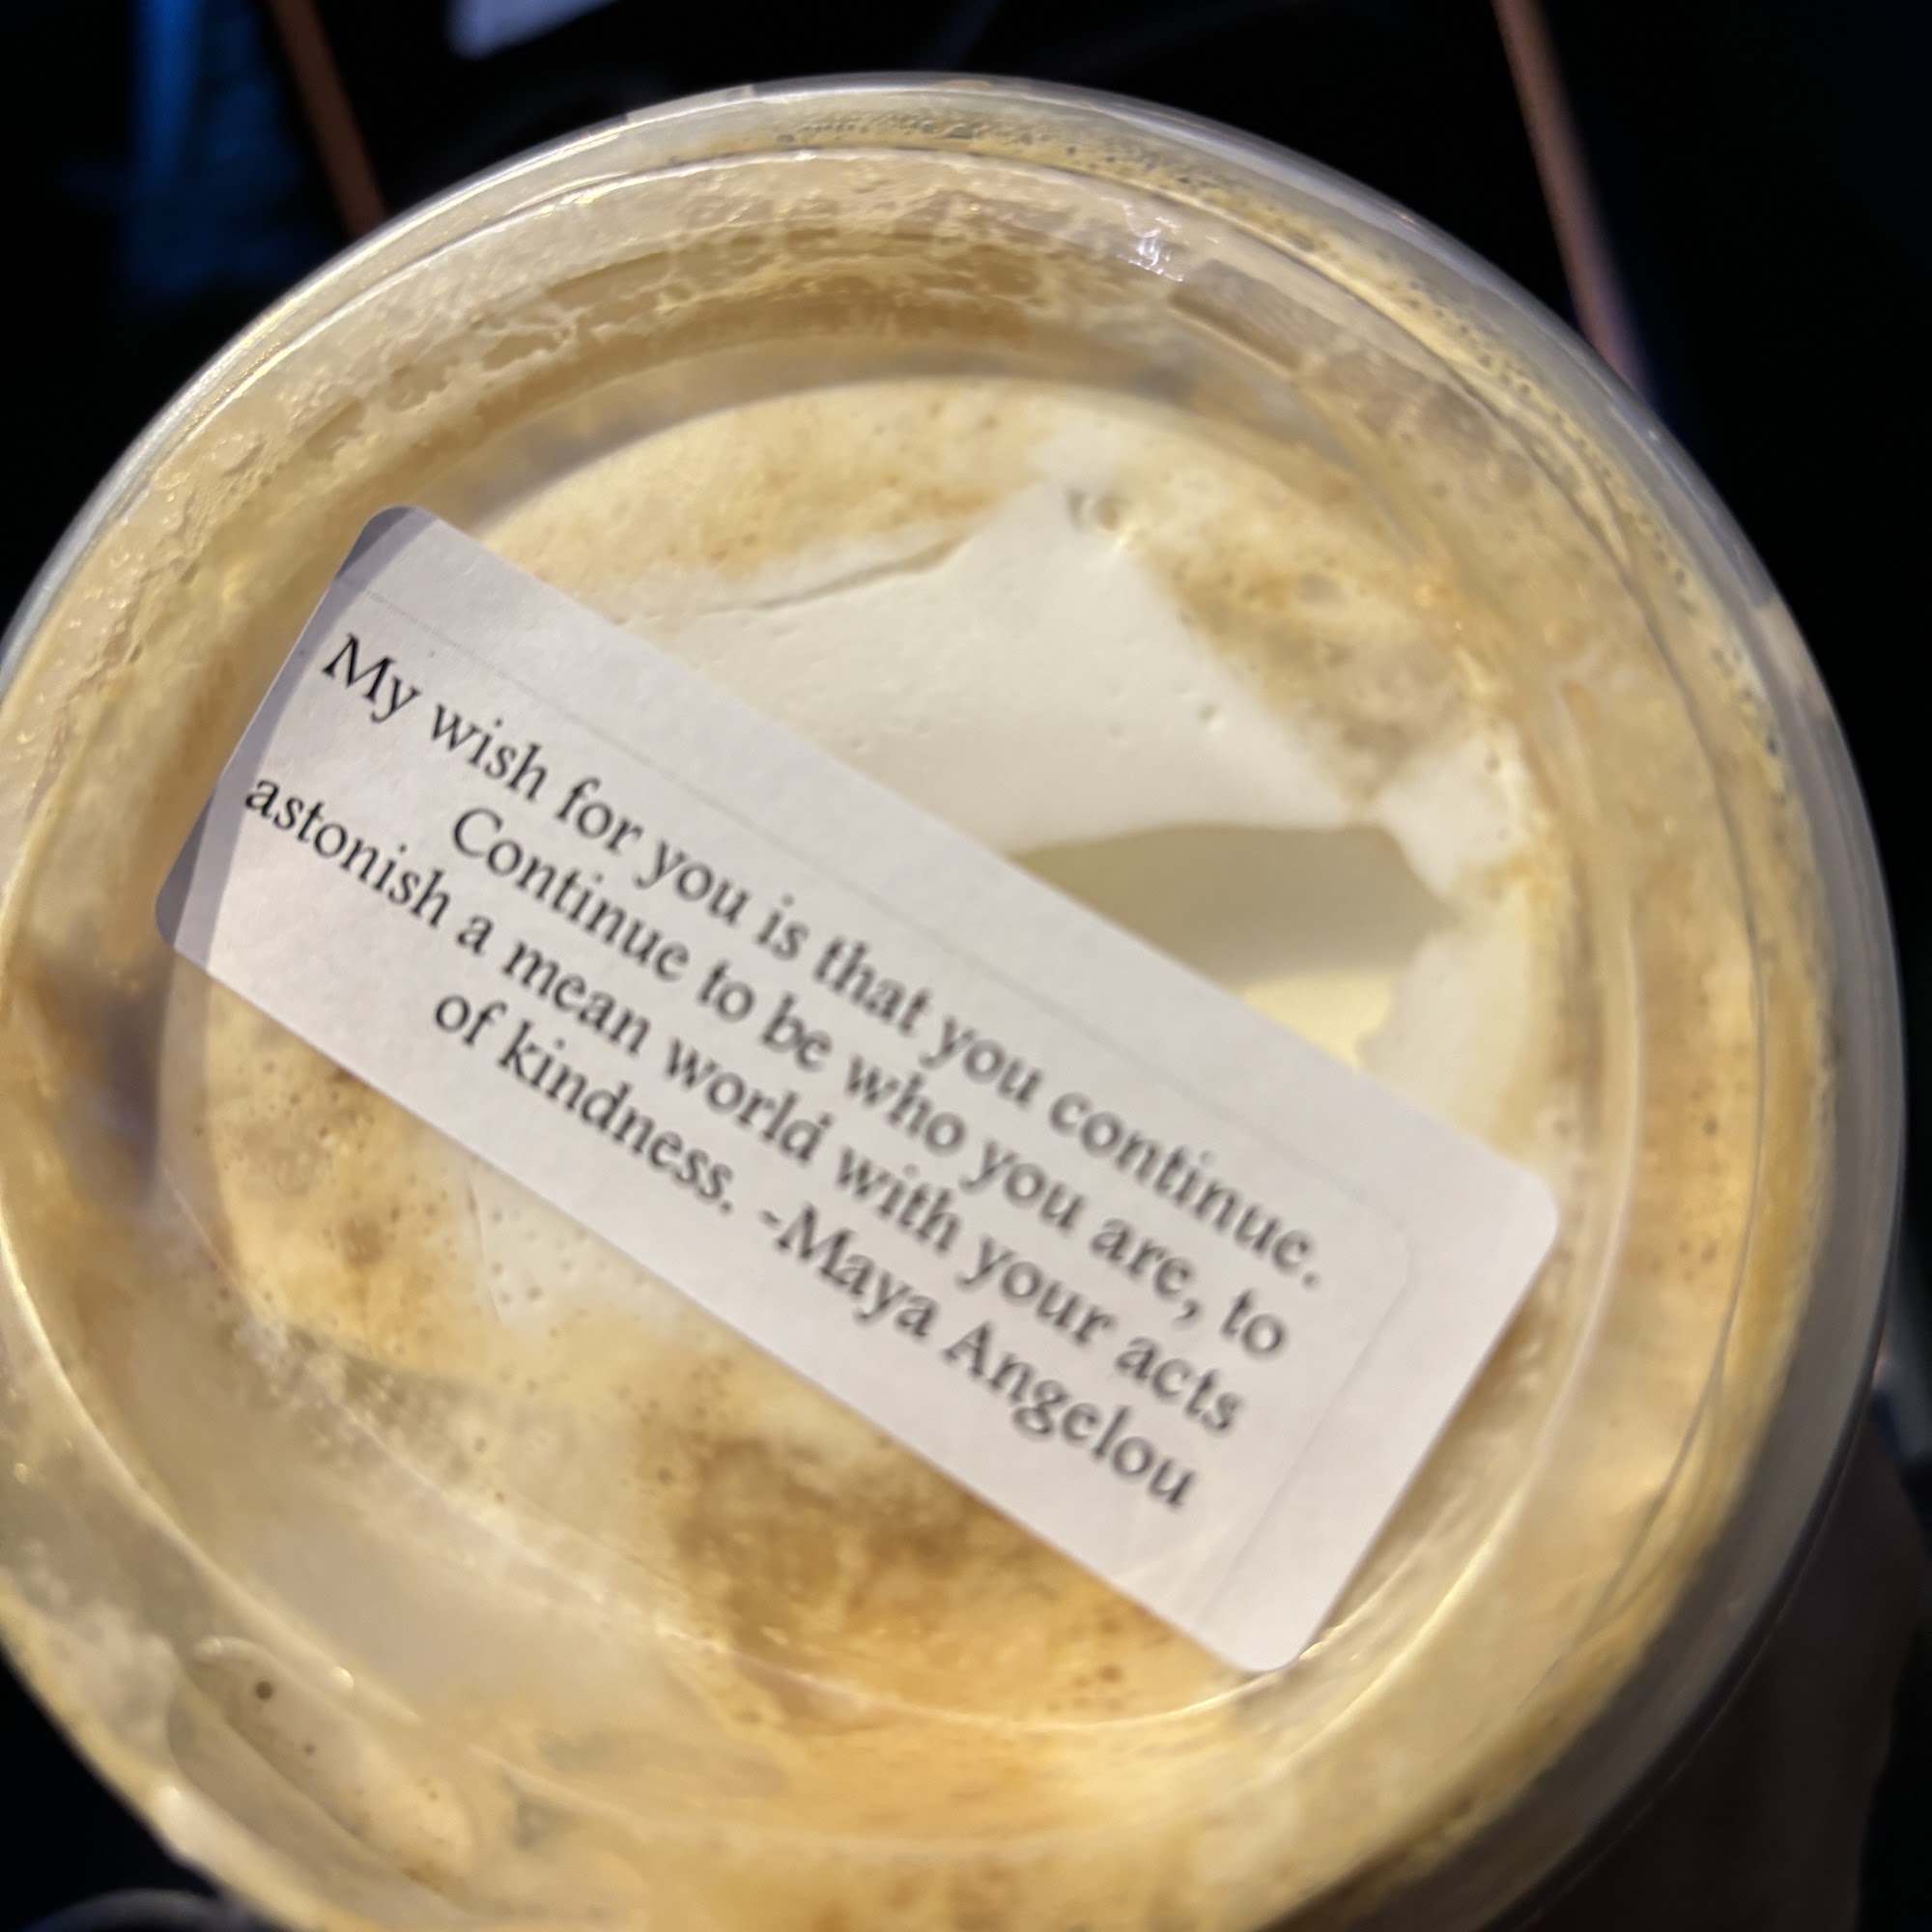 My wish for you is that you continue.
Continue to be who you are, to
astonish a mean world with your acts
of kindness. -Maya Angelou